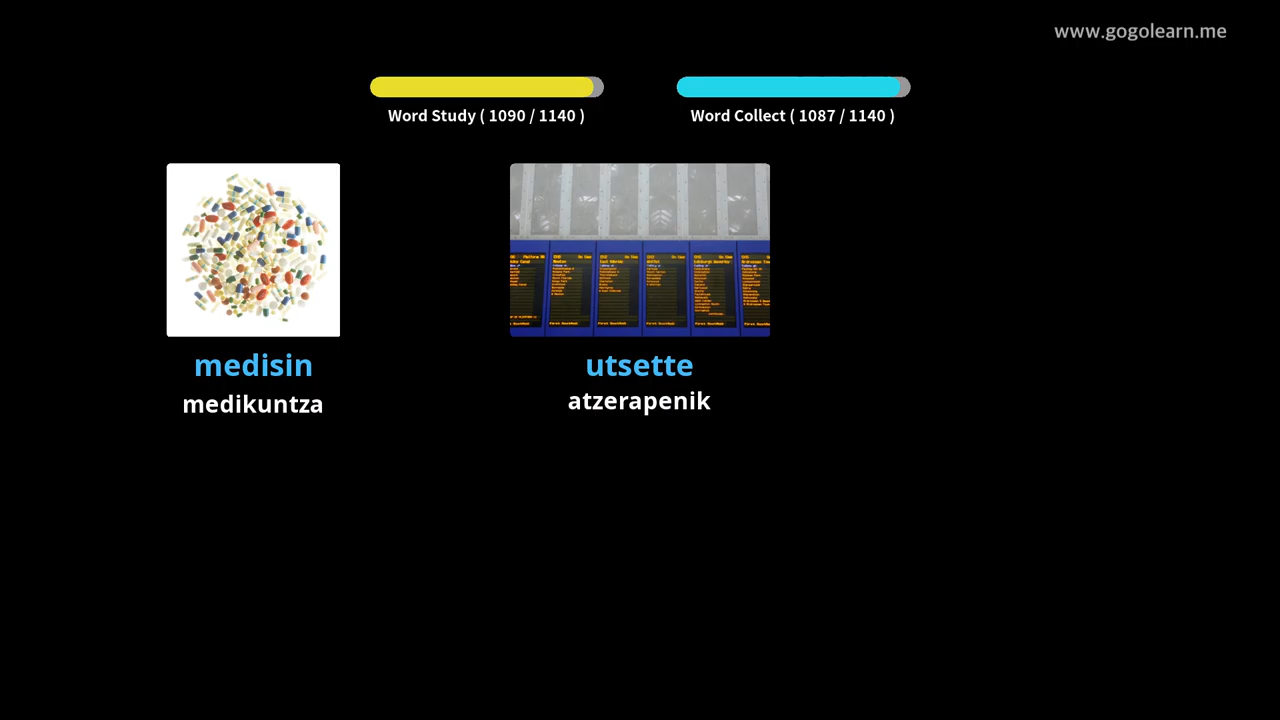 www.gogolearn.me
Word Study ( 1090 / 1140 )
Word Collect ( 1087 / 1140 )
medisin
utsette
medikuntza
atzerapenik